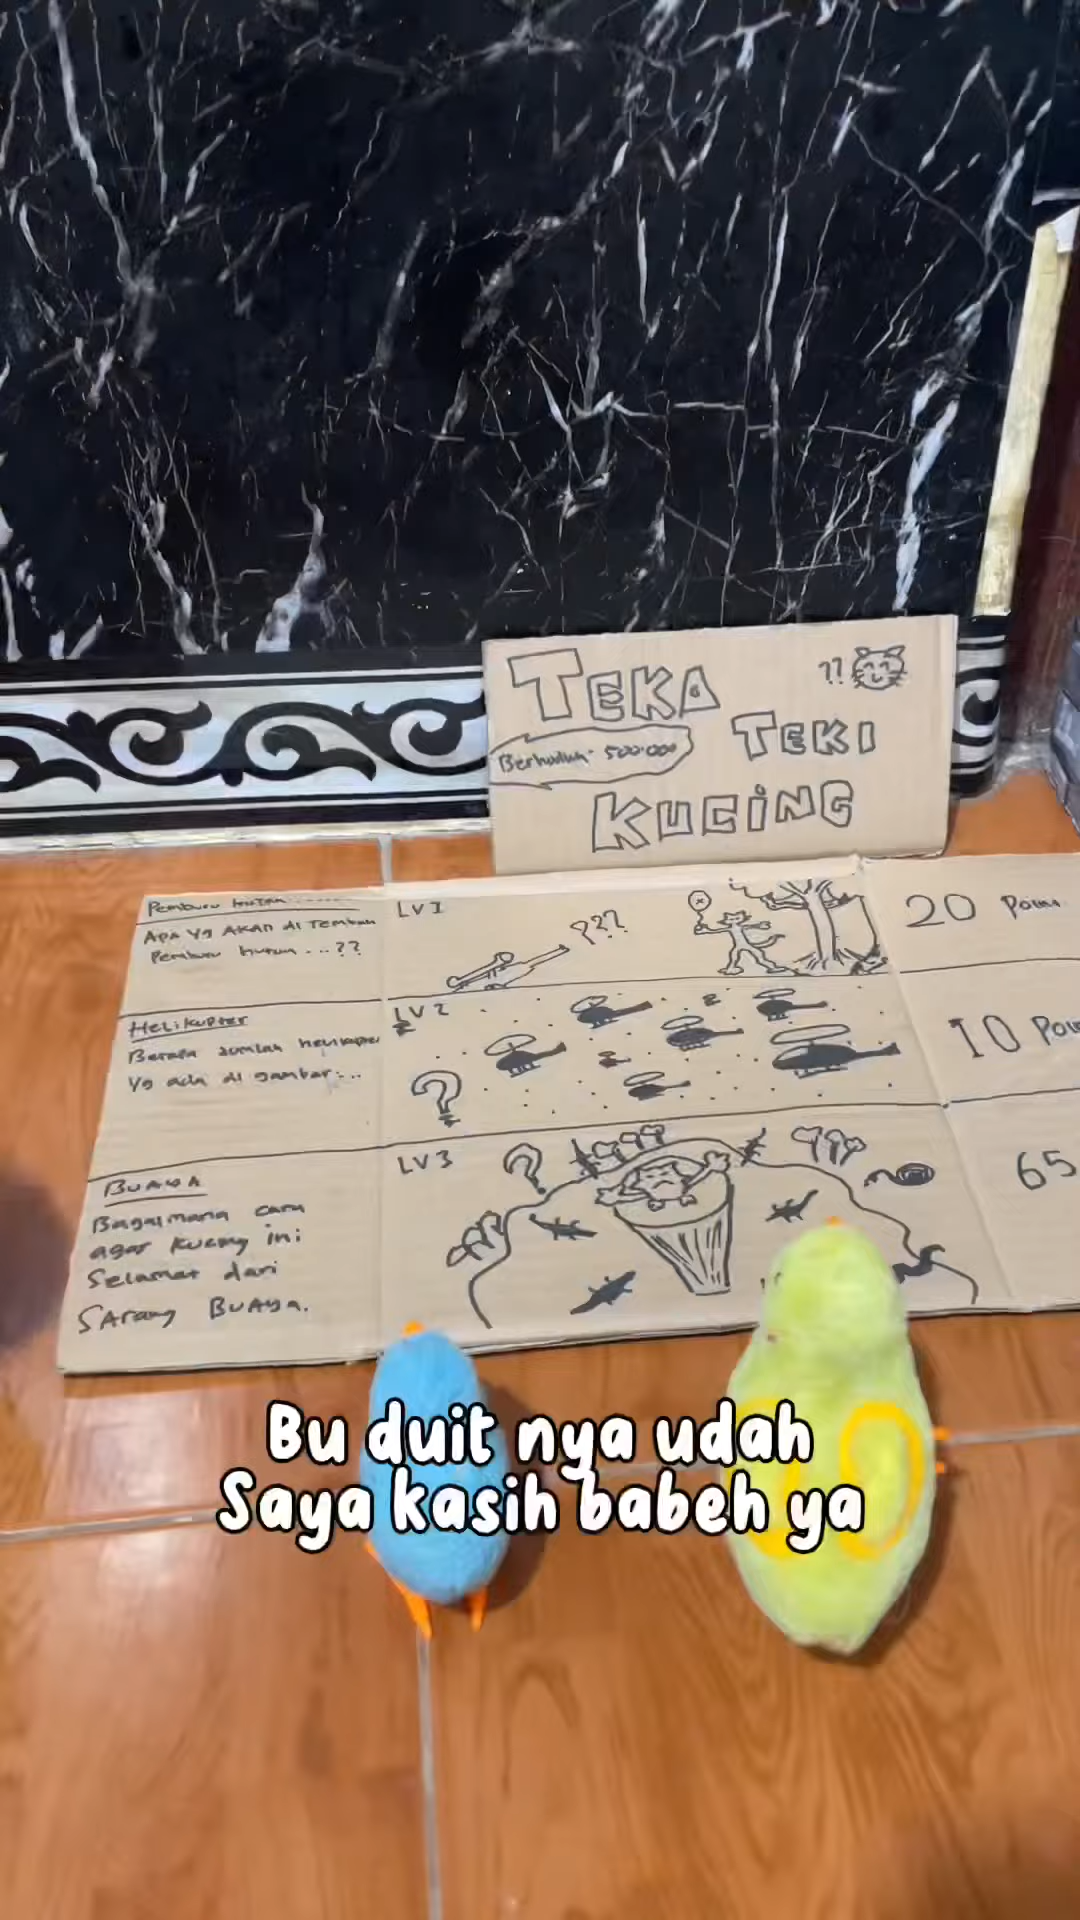 TEKA
??
TEKI
Berhadiah 500.000
KUCING
Pemburu hutan ......
APA Yg AKAN di Tembak
Pemburu hutan ...??
LV1
???
20 Poin
Helikopter
Berapa Jumlah helikopter
Yg ada di gambar ...
LV2
?
10 Poin
BUAYA
Bagaimana cara
agar kucing ini
Selamat dari
SArang BuAya.
LV3
?
65
Bu duit nya udah
Saya kasih babeh ya